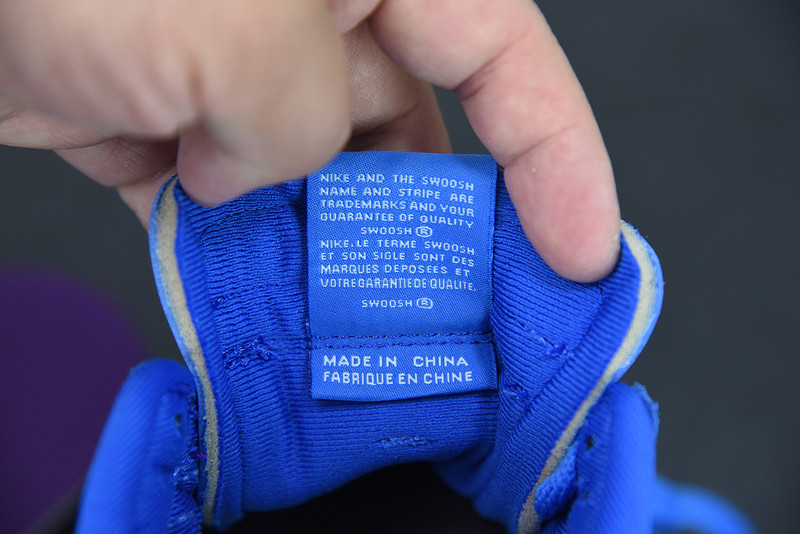 NIKE AND THE SWOOSH
NAME AND STRIPE ARE
TRADEMARKS AND YOUR
GUARANTEE OF QUALITY
SWOOSH ®
NIKE. LE TERME SWOOSH
ET SON SIGLE SONT DES
MARQUES DEPOSEES ET
VOTRE GARANTIE DE QUALITE.
SWOOSH ®
MADE IN CHINA
FABRIQUE EN CHINE